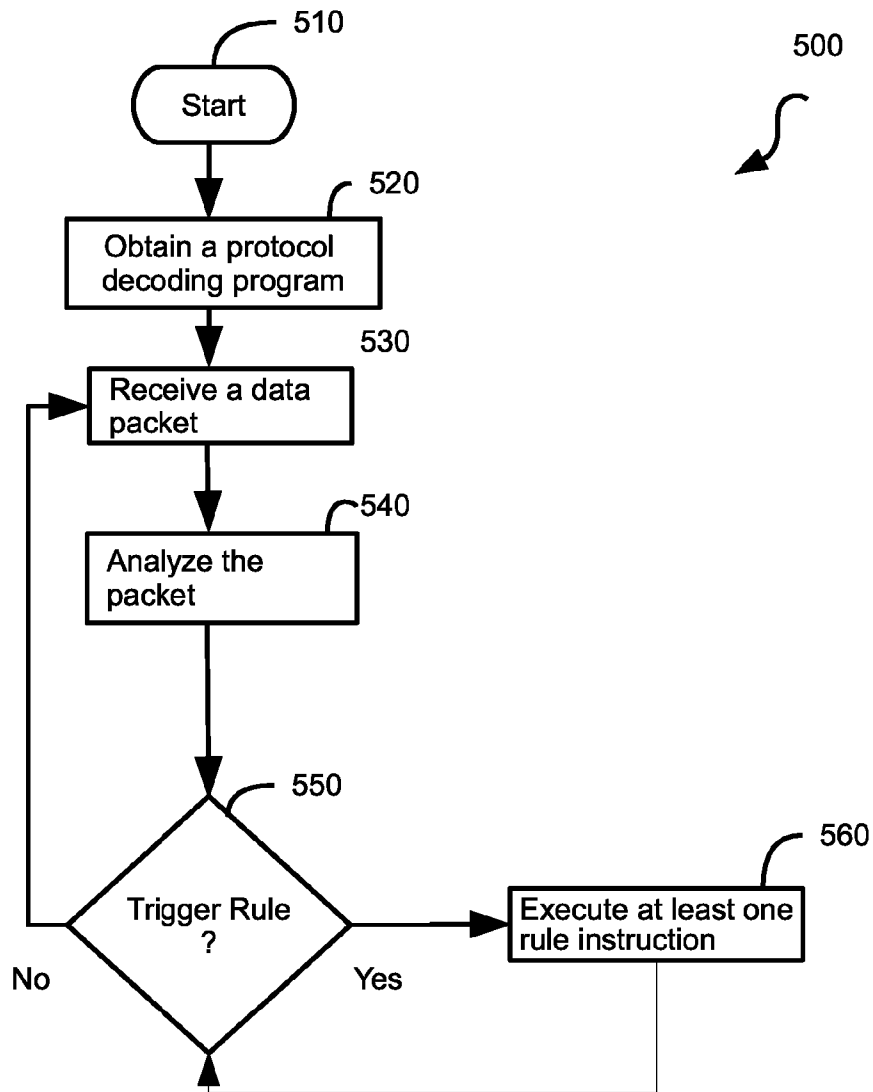 510
500
Start
520
Obtain a protocol
decoding program
530
Receive a data
packet
540
Analyze the
packet
550
560
Trigger Rule
?
Execute at least one
rule instruction
No
Yes